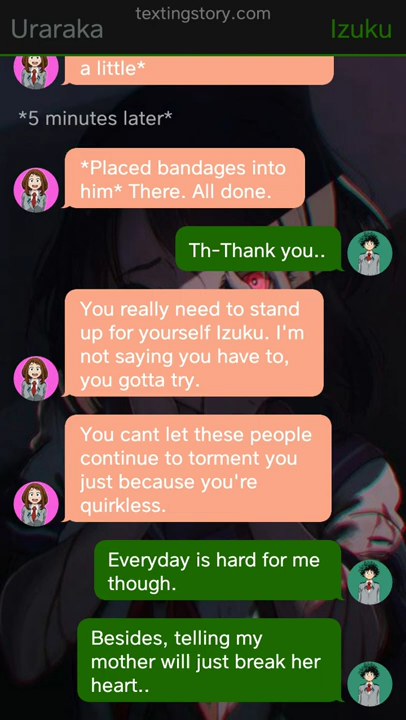 textingstory.com
Uraraka
Izuku
a little*
*5 minutes later*
*Placed bandages into
him* There. All done.
Th-Thank you..
You really need to stand
up for yourself Izuku. I'm
not saying you have to,
you gotta try.
You cant let these people
continue to torment you
just because you're
quirkless.
Everyday is hard for me
though.
Besides, telling my
mother will just break her
heart..